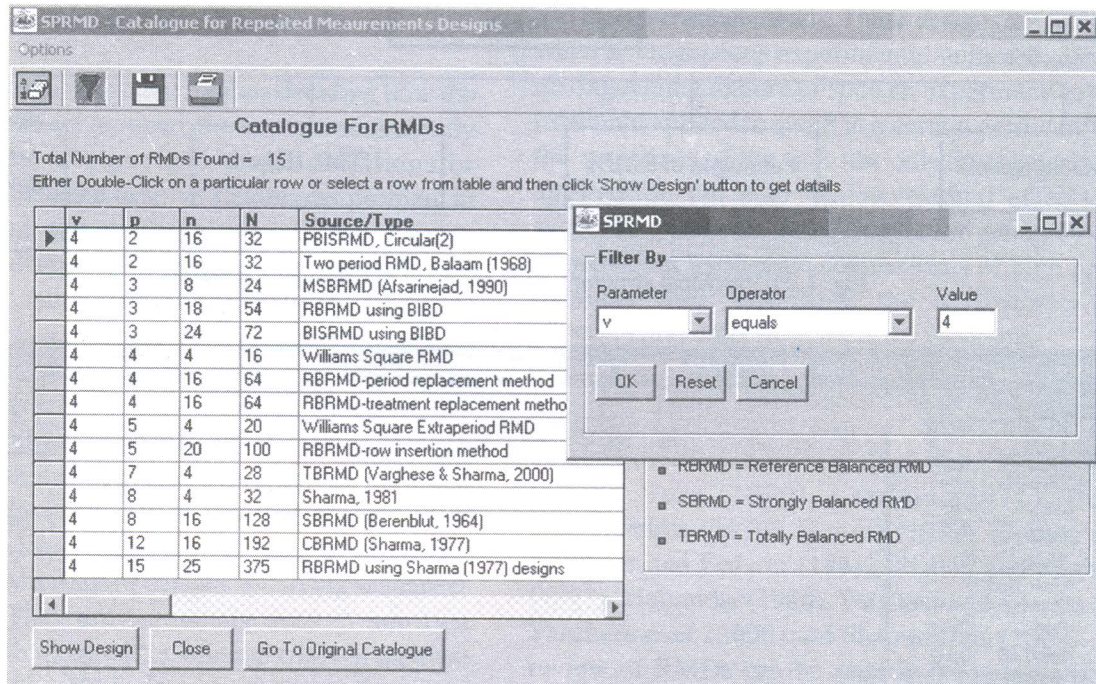 SPRMD - Catalogue for Repeated Meaurements Designs
Options
Catalogue For RMDs
Total Number of RMDs Found = 15
Either Double-Click on a particular row or select a row from table and then click 'Show Design' button to get datails
v p n N Source/Type
4 2 16 32 PBISRMD, Circular(2)
4 2 16 32 Two period RMD, Balaam (1968)
4 3 8 24 MSBRMD (Afsarinejad, 1990)
4 3 18 54 RBRMD using BIBD
4 3 24 72 BISRMD using BIBD
4 4 4 16 Williams Square RMD
4 4 16 64 RBRMD-period replacement method
4 4 16 64 RBRMD-treatment replacement metho
4 5 4 20 Williams Square Extraperiod RMD
4 5 20 100 RBRMD-row insertion method
4 7 4 28 TBRMD (Varghese & Sharma, 2000)
4 8 4 32 Sharma, 1981
4 8 16 128 SBRMD (Berenblut, 1964)
4 12 16 192 CBRMD (Sharma, 1977)
4 15 25 375 RBRMD using Sharma (1977) designs
Show Design Close Go To Original Catalogue
SPRMD
Filter By
Parameter Operator Value
v equals 4
OK Reset Cancel
RBRMD = Reference Balanced RMD
SBRMD = Strongly Balanced RMD
TBRMD = Totally Balanced RMD